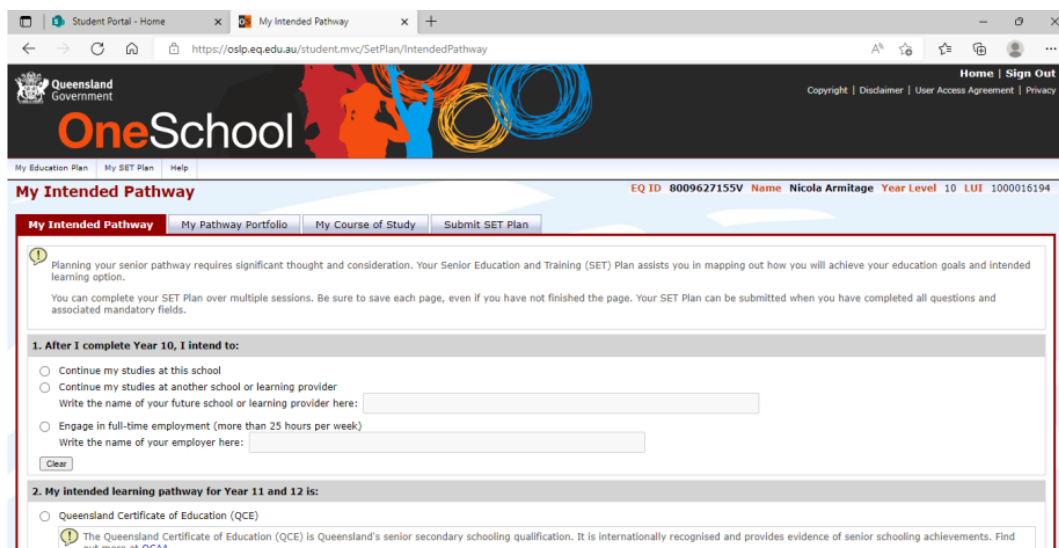 Student Portal - Home
My Intended Pathway
https://oslp.eq.edu.au/student.mvc/SetPlan/IntendedPathway
Home | Sign Out
Queensland
Government
Copyright | Disclaimer | User Access Agreement | Privacy
OneSchool
My Education Plan My SET Plan Help
My Intended Pathway
EQ ID 8009627155V Name Nicola Armitage Year Level 10 LUI 1000016194
My Intended Pathway My Pathway Portfolio My Course of Study Submit SET Plan
Planning your senior pathway requires significant thought and consideration. Your Senior Education and Training (SET) Plan assists you in mapping out how you will achieve your education goals and intended
learning option.
You can complete your SET Plan over multiple sessions. Be sure to save each page, even if you have not finished the page. Your SET Plan can be submitted when you have completed all questions and
associated mandatory fields.
1. After I complete Year 10, I intend to:
Continue my studies at this school
Continue my studies at another school or learning provider
Write the name of your future school or learning provider here:
Engage in full-time employment (more than 25 hours per week)
Write the name of your employer here:
Clear
2. My intended learning pathway for Year 11 and 12 is:
Queensland Certificate of Education (QCE)
The Queensland Certificate of Education (QCE) is Queensland's senior secondary schooling qualification. It is internationally recognised and provides evidence of senior schooling achievements. Find
out more at QCAA